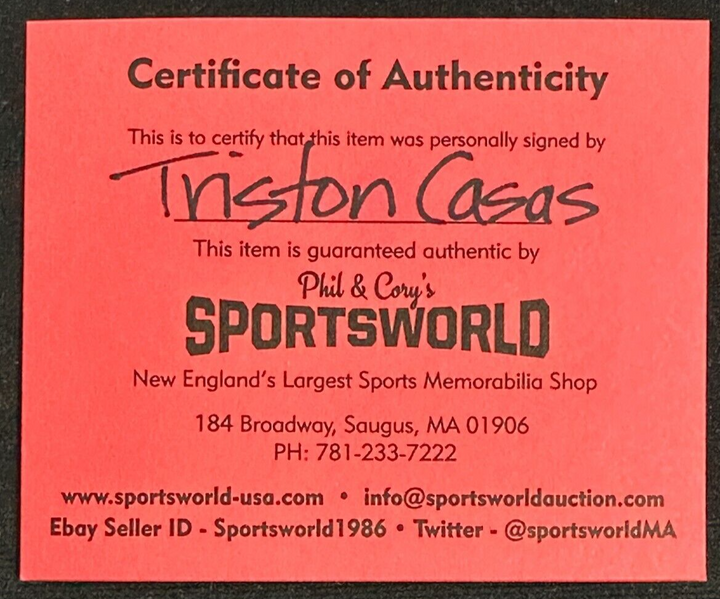 Certificate of Authenticity
This is to certify that this item was personally signed by
Triston Casas
This item is guaranteed authentic by
Phil & Cory's
SPORTSWORLD
New England's Largest Sports Memorabilia Shop
184 Broadway, Saugus, MA 01906
PH: 781-233-7222
www.sportsworld-usa.com • info@sportsworldauction.com
Ebay Seller ID - Sportsworld1986 • Twitter - @sportsworldMA